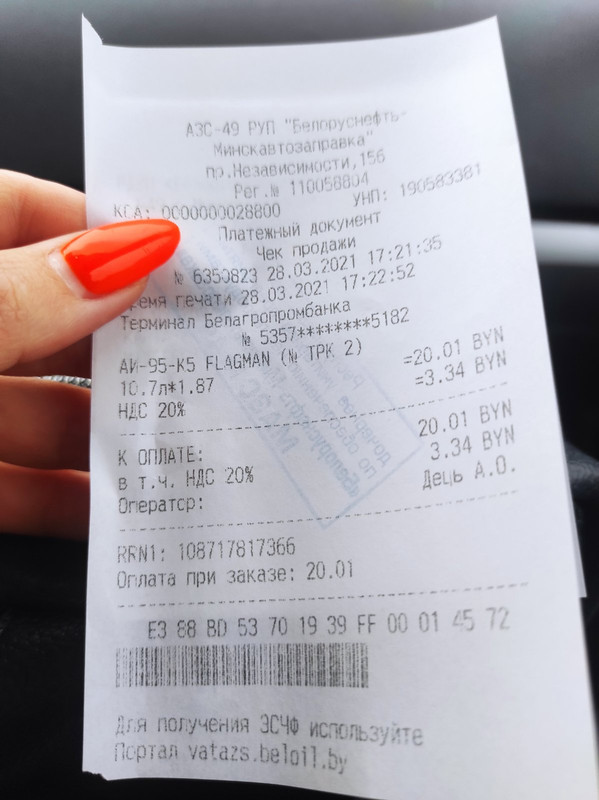 АЗС-49 РУП "Белоруснефть-
Минскавтозаправка"
пр.Независимости,156
Рег.№ 110058804
КСА: 0000000028800 УНП: 190583381
Платежный документ
Чек продажи
№ 6350823 28.03.2021 17:21:35
ремя печати 28.03.2021 17:22:52
Терминал Белагропромбанка
№ 5357********5182
АИ-95-К5 FLAGMAN (№ ТРК 2)
10.7л*1.87 =20.01 BYN
НДС 20% =3.34 BYN
К ОПЛАТЕ: 20.01 BYN
в т.ч. НДС 20% 3.34 BYN
Оператор: Дець А.О.
RRN1: 108717817366
Оплата при заказе: 20.01
E3 88 BD 53 70 19 39 FF 00 01 45 72
Для получения ЭСЧФ используйте
Портал vatazs.beloil.by